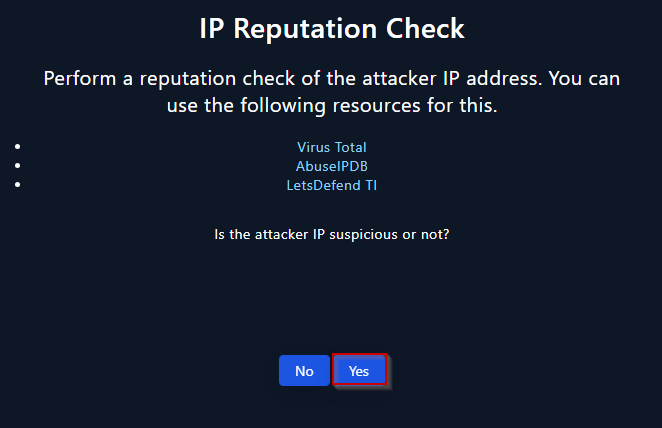 IP Reputation Check
Perform a reputation check of the attacker IP address. You can
use the following resources for this.
Virus Total
AbuseIPDB
LetsDefend TI
Is the attacker IP suspicious or not?
No Yes